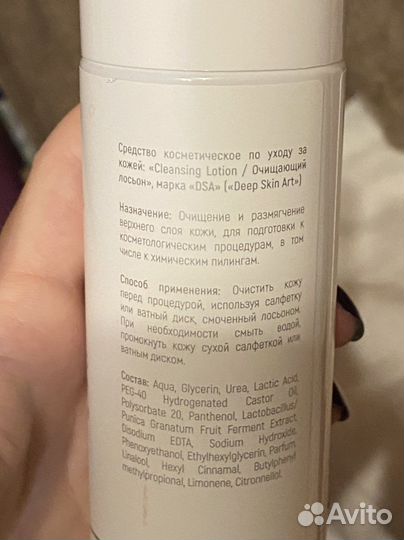 Средство косметическое по уходу за
кожей: «Cleansing Lotion / Очищающий
лосьон», марка «DSA» («Deep Skin Art»)
Назначение: Очищение и размягчение
верхнего слоя кожи, для подготовки к
косметологическим процедурам, в том
числе к химическим пилингам.
Способ применения: Очистить кожу
перед процедурой, используя салфетку
или ватный диск, смоченный лосьоном.
При необходимости смыть водой,
промокнуть кожу сухой салфеткой или
ватным диском.
Состав: Aqua, Glycerin, Urea, Lactic Acid,
PEG-40 Hydrogenated Castor Oil,
Polysorbate 20, Panthenol, Lactobacillus/
Punica Granatum Fruit Ferment Extract,
Disodium EDTA, Sodium Hydroxide,
Phenoxyethanol, Ethylhexylglycerin, Parfum,
Linalool, Hexyl Cinnamal, Butylphenyl
methylpropional, Limonene, Citronnellol.
Avito